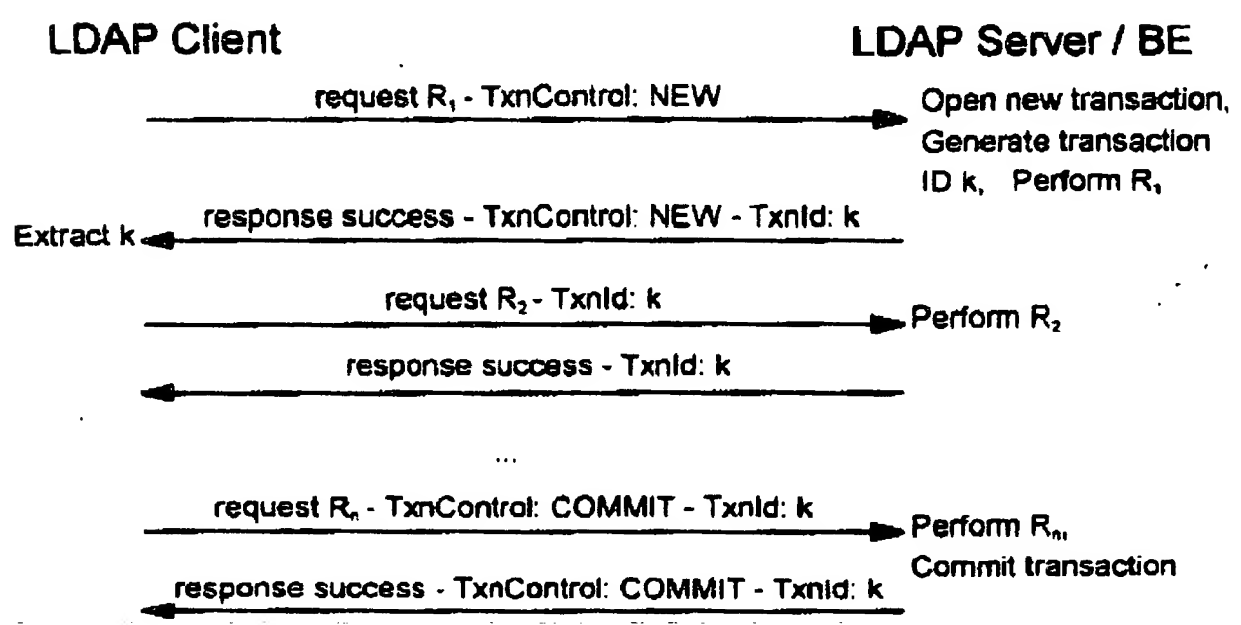 LDAP Client
LDAP Server / BE
request R₁ - TxnControl: NEW
Open new transaction,
Generate transaction
ID k, Perform R₁
response success - TxnControl: NEW - TxnId: k
Extract k
request R₂ - TxnId: k
Perform R₂
response success - TxnId: k
...
request Rₙ - TxnControl: COMMIT - TxnId: k
Perform Rₙ,
Commit transaction
response success - TxnControl: COMMIT - TxnId: k